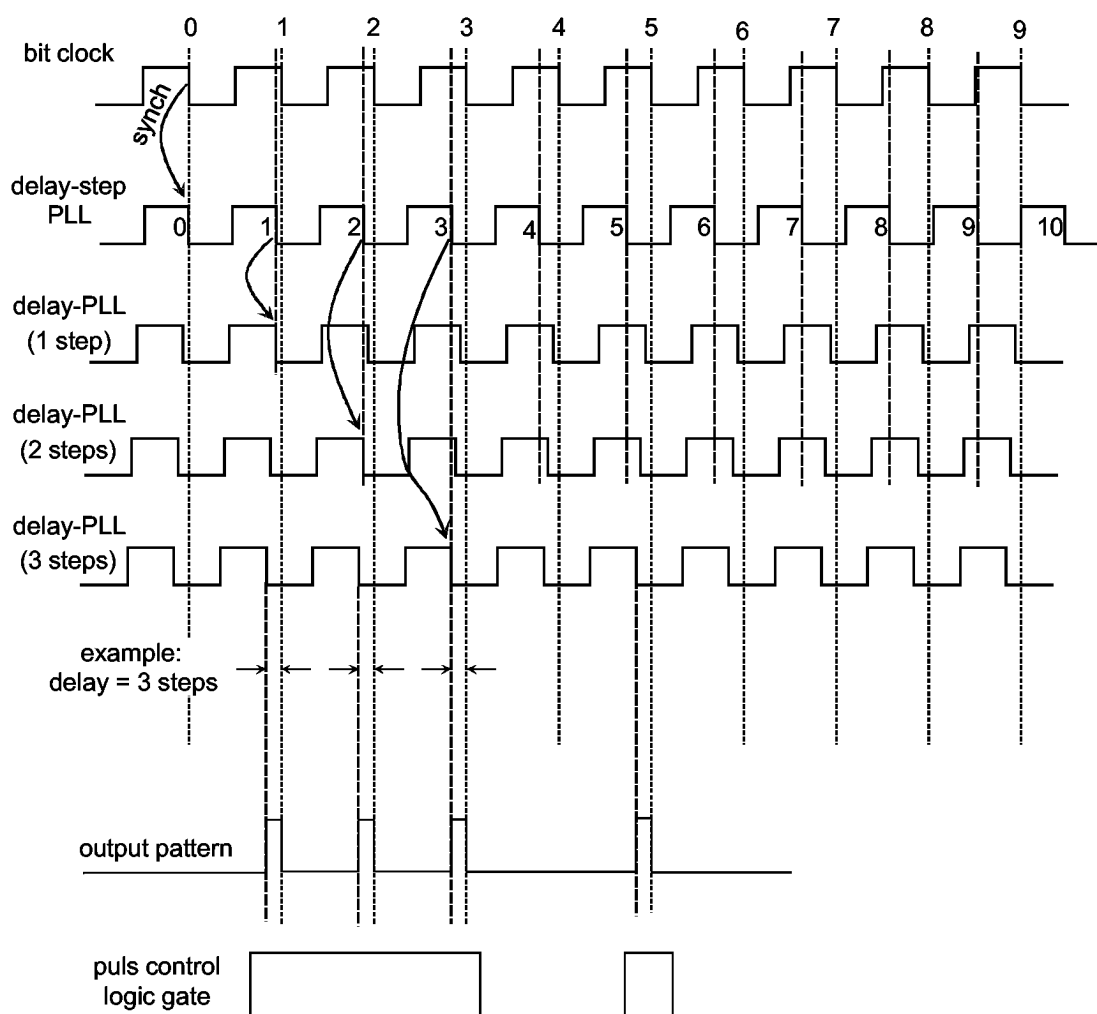 0 1 2 3 4 5 6 7 8 9
bit clock
synch
delay-step
PLL
0 1 2 3 4 5 6 7 8 9 10
delay-PLL
(1 step)
delay-PLL
(2 steps)
delay-PLL
(3 steps)
example:
delay = 3 steps
output pattern
puls control
logic gate